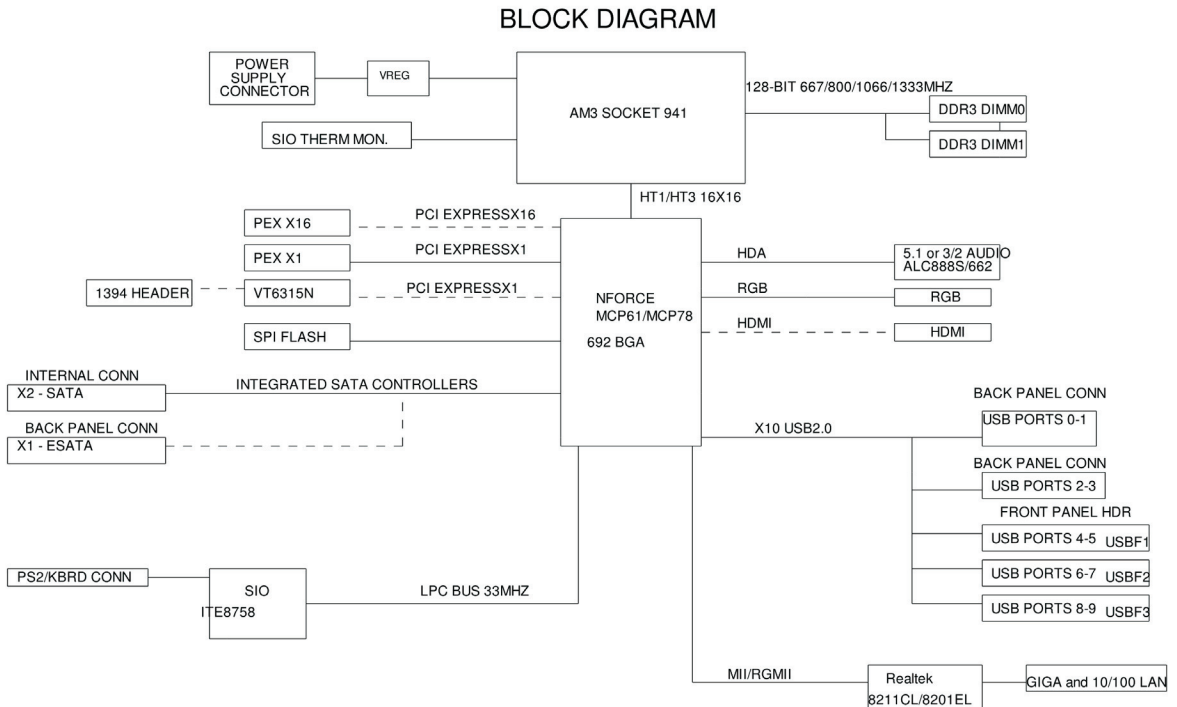 BLOCK DIAGRAM
POWER
SUPPLY
CONNECTOR
VREG
AM3 SOCKET 941
128-BIT 667/800/1066/1333MHZ
DDR3 DIMM0
DDR3 DIMM1
SIO THERM MON.
HT1/HT3 16X16
PEX X16
PCI EXPRESSX16
PEX X1
PCI EXPRESSX1
1394 HEADER
VT6315N
PCI EXPRESSX1
SPI FLASH
NFORCE
MCP61/MCP78
692 BGA
HDA
5.1 or 3/2 AUDIO
ALC888S/662
RGB
RGB
HDMI
HDMI
INTERNAL CONN
X2 - SATA
INTEGRATED SATA CONTROLLERS
BACK PANEL CONN
X1 - ESATA
X10 USB2.0
BACK PANEL CONN
USB PORTS 0-1
BACK PANEL CONN
USB PORTS 2-3
FRONT PANEL HDR
USB PORTS 4-5 USBF1
USB PORTS 6-7 USBF2
USB PORTS 8-9 USBF3
PS2/KBRD CONN
SIO
ITE8758
LPC BUS 33MHZ
MII/RGMII
Realtek
8211CL/8201EL
GIGA and 10/100 LAN